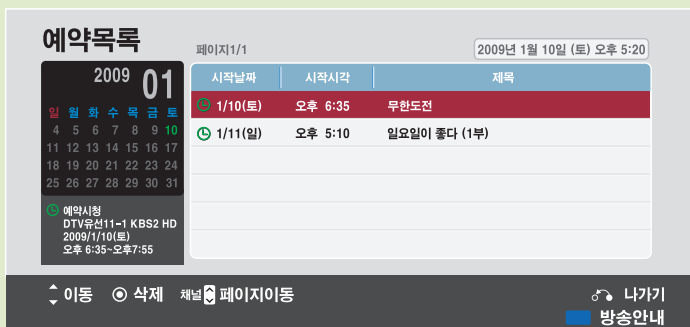 예약목록
페이지1/1
2009년 1월 10일 (토) 오후 5:20
2009 01
일 월 화 수 목 금 토
4 5 6 7 8 9 10
11 12 13 14 15 16 17
18 19 20 21 22 23 24
25 26 27 28 29 30 31
예약시청
DTV유선11-1 KBS2 HD
2009/1/10(토)
오후 6:35~오후7:55
시작날짜 시작시각 제목
1/10(토) 오후 6:35 무한도전
1/11(일) 오후 5:10 일요일이 좋다 (1부)
이동 삭제 채널 페이지이동 나가기
방송안내